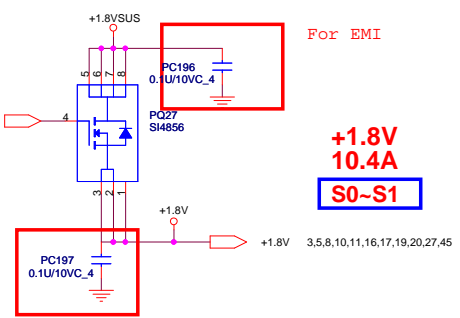 +1.8VSUS
For EMI
5
6
7
8
PC196
0.1U/10VC_4
4
PQ27
SI4856
+1.8V
10.4A
S0~S1
3
2
1
+1.8V
+1.8V 3,5,8,10,11,16,17,19,20,27,45
PC197
0.1U/10VC_4